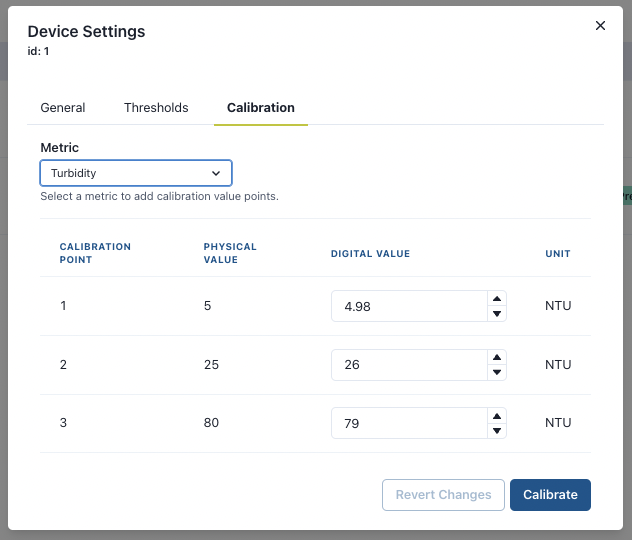 Device Settings
id: 1
General Thresholds Calibration
Metric
Turbidity
Select a metric to add calibration value points.
CALIBRATION POINT PHYSICAL VALUE DIGITAL VALUE UNIT
1 5 4.98 NTU
2 25 26 NTU
3 80 79 NTU
Revert Changes Calibrate